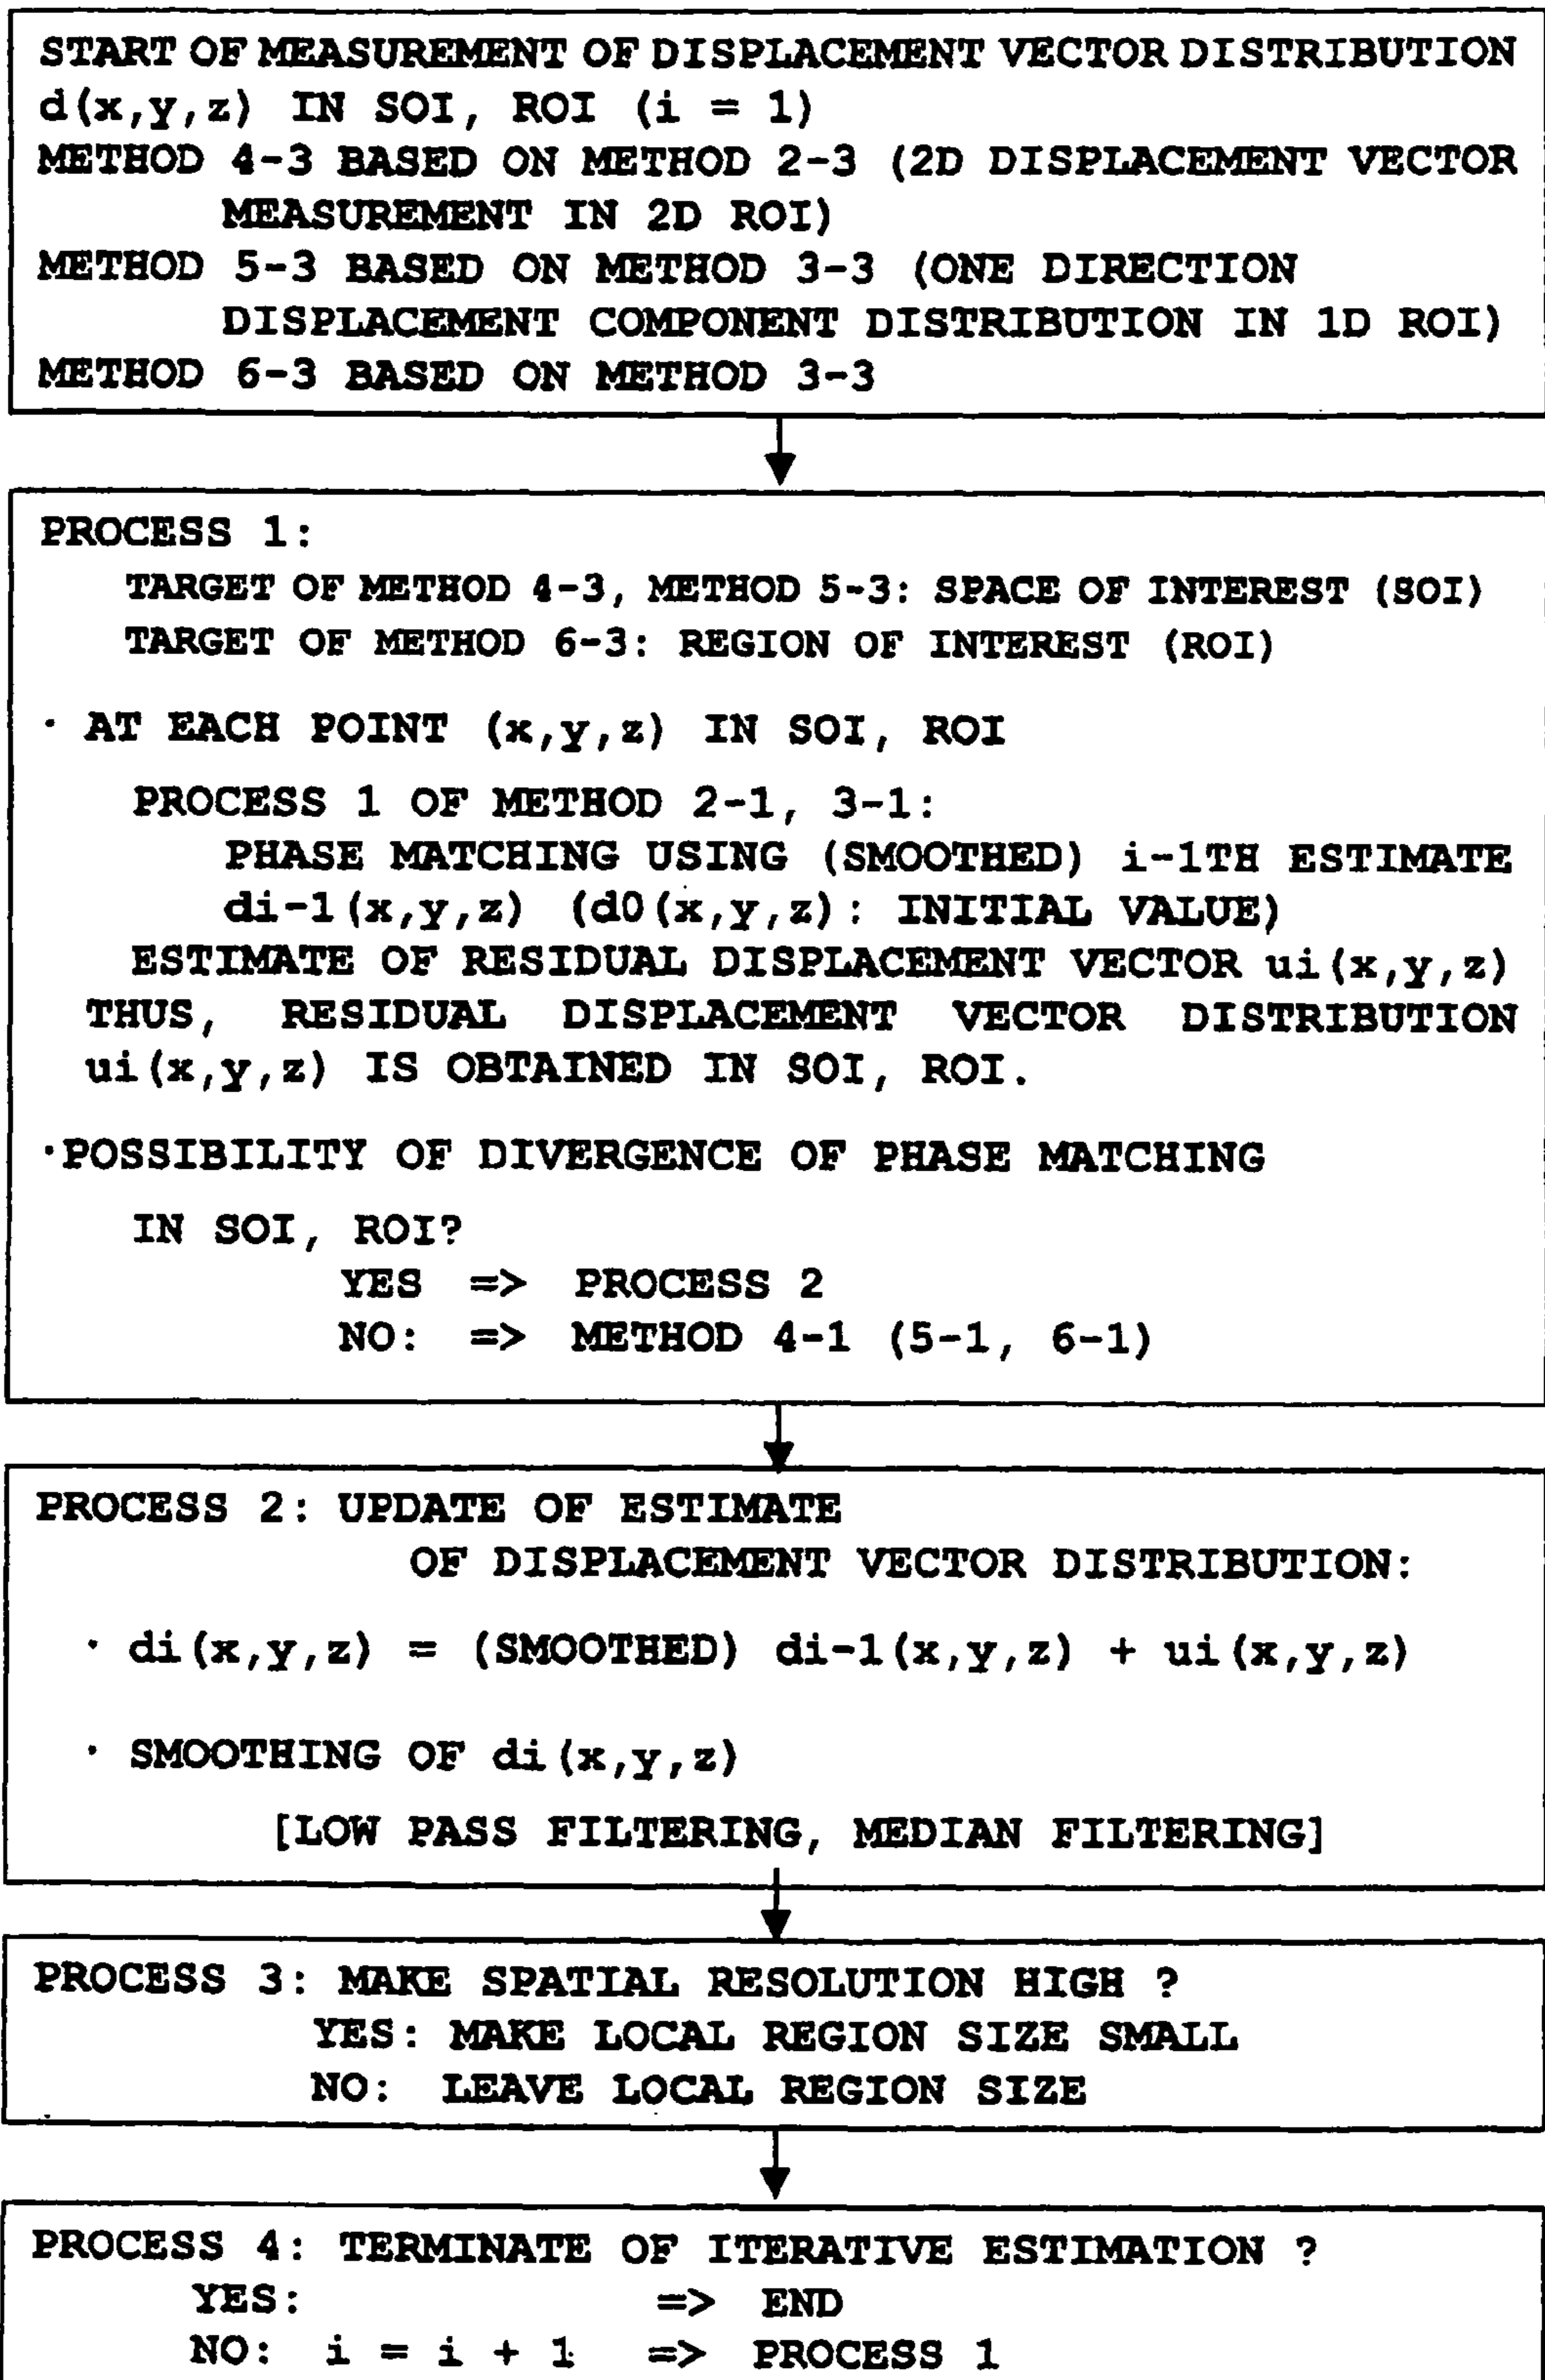 START OF MEASUREMENT OF DISPLACEMENT VECTOR DISTRIBUTION
d(x,y,z) IN SOI, ROI (i = 1)
METHOD 4-3 BASED ON METHOD 2-3 (2D DISPLACEMENT VECTOR
MEASUREMENT IN 2D ROI)
METHOD 5-3 BASED ON METHOD 3-3 (ONE DIRECTION
DISPLACEMENT COMPONENT DISTRIBUTION IN 1D ROI)
METHOD 6-3 BASED ON METHOD 3-3
PROCESS 1:
TARGET OF METHOD 4-3, METHOD 5-3: SPACE OF INTEREST (SOI)
TARGET OF METHOD 6-3: REGION OF INTEREST (ROI)
· AT EACH POINT (x,y,z) IN SOI, ROI
PROCESS 1 OF METHOD 2-1, 3-1:
PHASE MATCHING USING (SMOOTHED) i-1TH ESTIMATE
di-1(x,y,z) (d0(x,y,z): INITIAL VALUE)
ESTIMATE OF RESIDUAL DISPLACEMENT VECTOR ui(x,y,z)
THUS, RESIDUAL DISPLACEMENT VECTOR DISTRIBUTION
ui(x,y,z) IS OBTAINED IN SOI, ROI.
·POSSIBILITY OF DIVERGENCE OF PHASE MATCHING
IN SOI, ROI?
YES => PROCESS 2
NO: => METHOD 4-1 (5-1, 6-1)
PROCESS 2: UPDATE OF ESTIMATE
OF DISPLACEMENT VECTOR DISTRIBUTION:
· di(x,y,z) = (SMOOTHED) di-1(x,y,z) + ui(x,y,z)
· SMOOTHING OF di(x,y,z)
[LOW PASS FILTERING, MEDIAN FILTERING]
PROCESS 3: MAKE SPATIAL RESOLUTION HIGH ?
YES: MAKE LOCAL REGION SIZE SMALL
NO: LEAVE LOCAL REGION SIZE
PROCESS 4: TERMINATE OF ITERATIVE ESTIMATION ?
YES: => END
NO: i = i + 1 => PROCESS 1